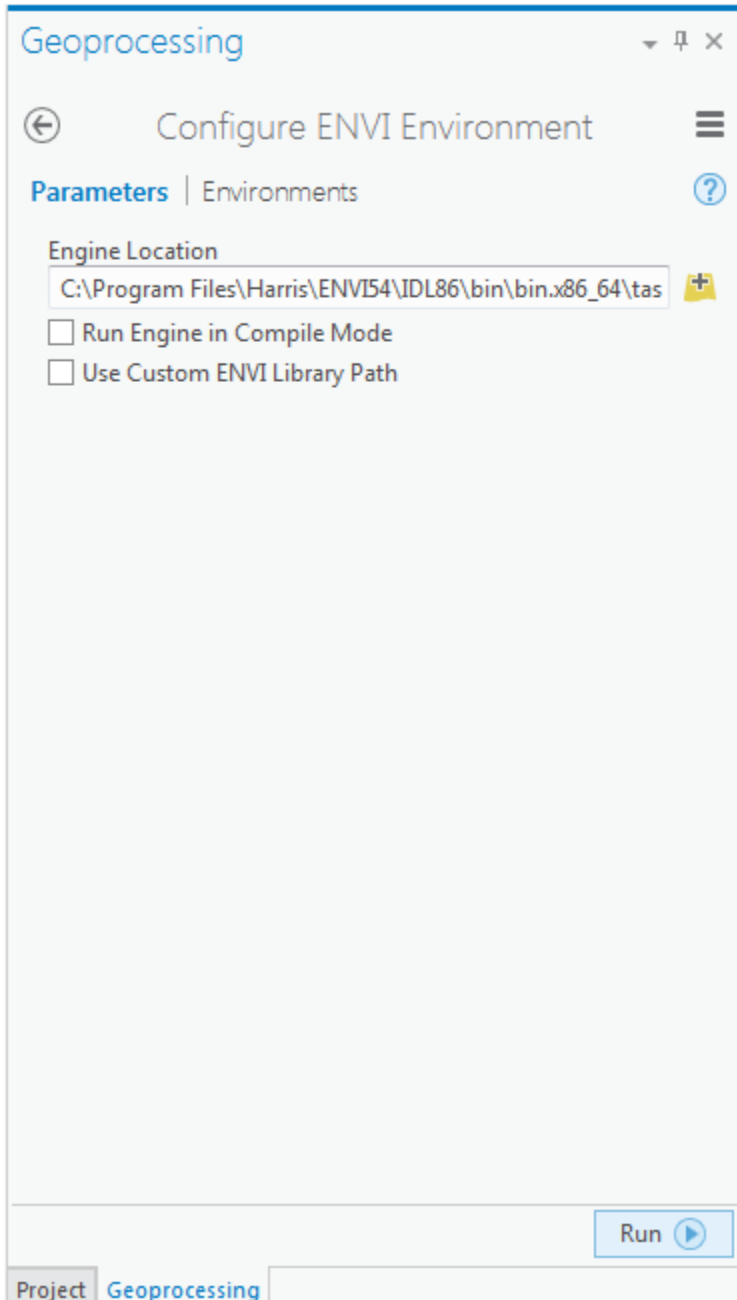 Geoprocessing
Configure ENVI Environment
Parameters | Environments
Engine Location
C:\Program Files\Harris\ENVI54\IDL86\bin\bin.x86_64\tas
Run Engine in Compile Mode
Use Custom ENVI Library Path
Run
Project Geoprocessing